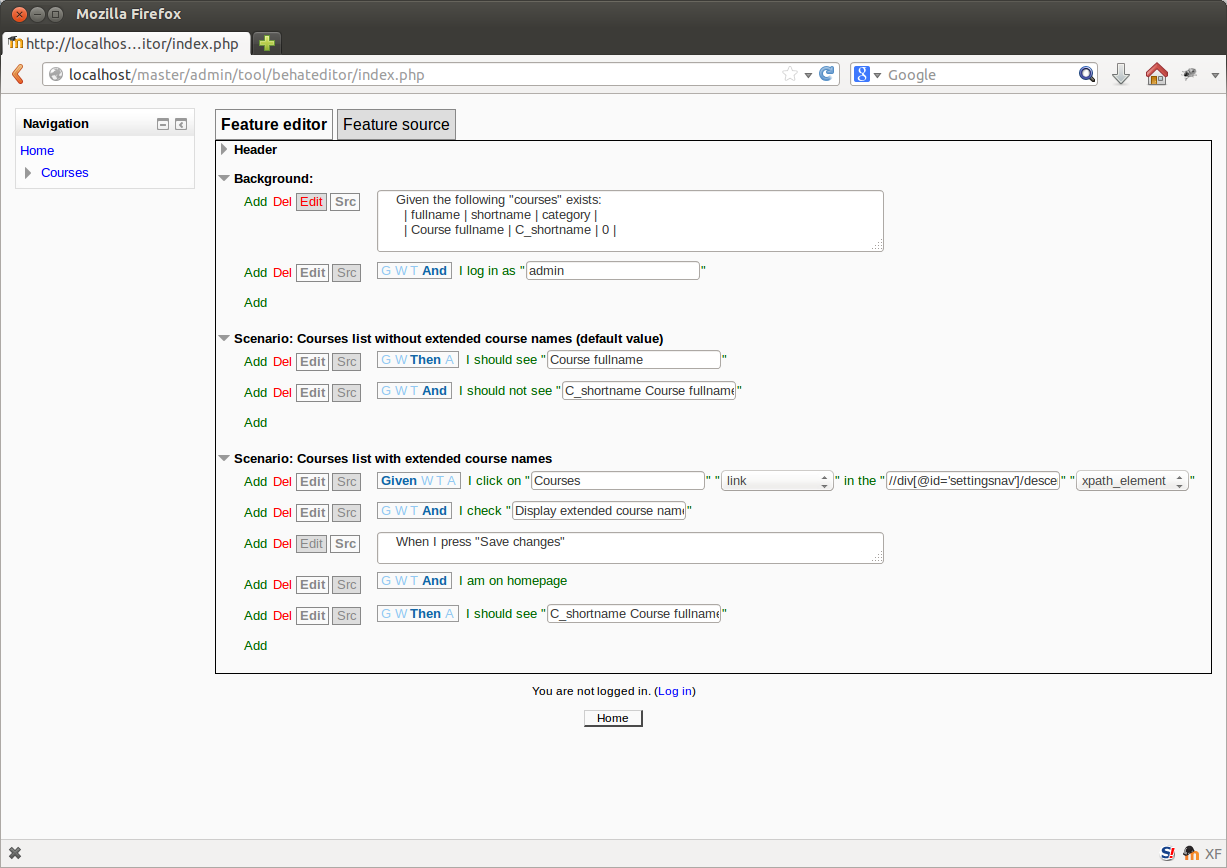 Mozilla Firefox
http://localhos...itor/index.php
localhost/master/admin/tool/behateditor/index.php
Google
Navigation
Home
Courses
Feature editor Feature source
Header
Background:
Add Del Edit Src Given the following "courses" exists:
| fullname | shortname | category |
| Course fullname | C_shortname | 0 |
Add Del Edit Src G W T And I log in as "admin"
Add
Scenario: Courses list without extended course names (default value)
Add Del Edit Src G W Then A I should see "Course fullname"
Add Del Edit Src G W T And I should not see "C_shortname Course fullname"
Add
Scenario: Courses list with extended course names
Add Del Edit Src Given W T A I click on "Courses" "link" in the "//div[@id='settingsnav']/desce" "xpath_element"
Add Del Edit Src G W T And I check "Display extended course name"
Add Del Edit Src When I press "Save changes"
Add Del Edit Src G W T And I am on homepage
Add Del Edit Src G W Then A I should see "C_shortname Course fullname"
Add
You are not logged in. (Log in)
Home
S! XF